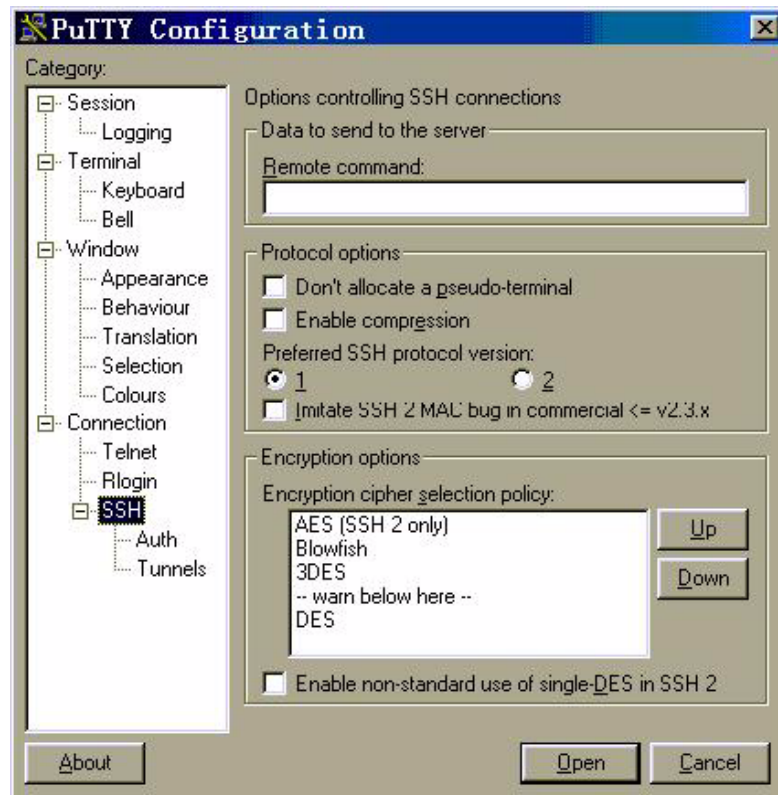 PuTTY Configuration
Category:
Session
Logging
Terminal
Keyboard
Bell
Window
Appearance
Behaviour
Translation
Selection
Colours
Connection
Telnet
Rlogin
SSH
Auth
Tunnels
Options controlling SSH connections
Data to send to the server
Remote command:
Protocol options
Don't allocate a pseudo-terminal
Enable compression
Preferred SSH protocol version:
1 2
Imitate SSH 2 MAC bug in commercial <= v2.3.x
Encryption options
Encryption cipher selection policy:
AES (SSH 2 only)
Blowfish
3DES
-- warn below here --
DES
Up
Down
Enable non-standard use of single-DES in SSH 2
About
Open
Cancel